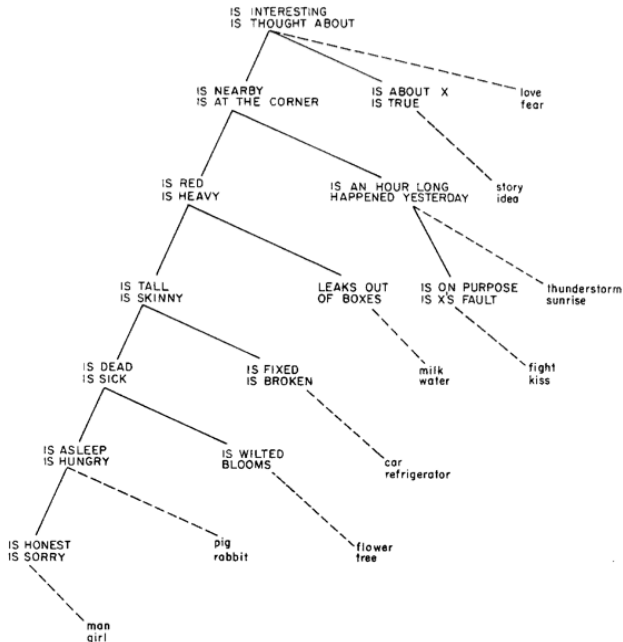 IS INTERESTING
IS THOUGHT ABOUT
IS NEARBY
IS AT THE CORNER
IS ABOUT X
IS TRUE
love
fear
IS RED
IS HEAVY
IS AN HOUR LONG
HAPPENED YESTERDAY
story
idea
IS TALL
IS SKINNY
LEAKS OUT
OF BOXES
IS ON PURPOSE
IS X'S FAULT
thunderstorm
sunrise
IS DEAD
IS SICK
IS FIXED
IS BROKEN
milk
water
fight
kiss
IS ASLEEP
IS HUNGRY
IS WILTED
BLOOMS
car
refrigerator
IS HONEST
IS SORRY
pig
rabbit
flower
tree
man
girl